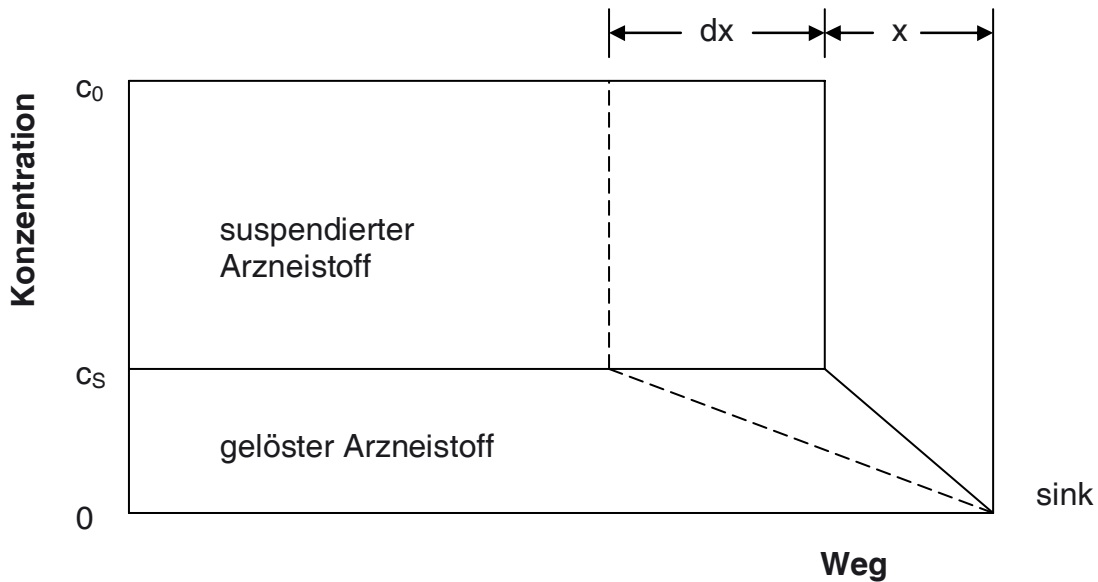 dx
x
c₀
Konzentration
suspendierter
Arzneistoff
cₛ
gelöster Arzneistoff
0
sink
Weg